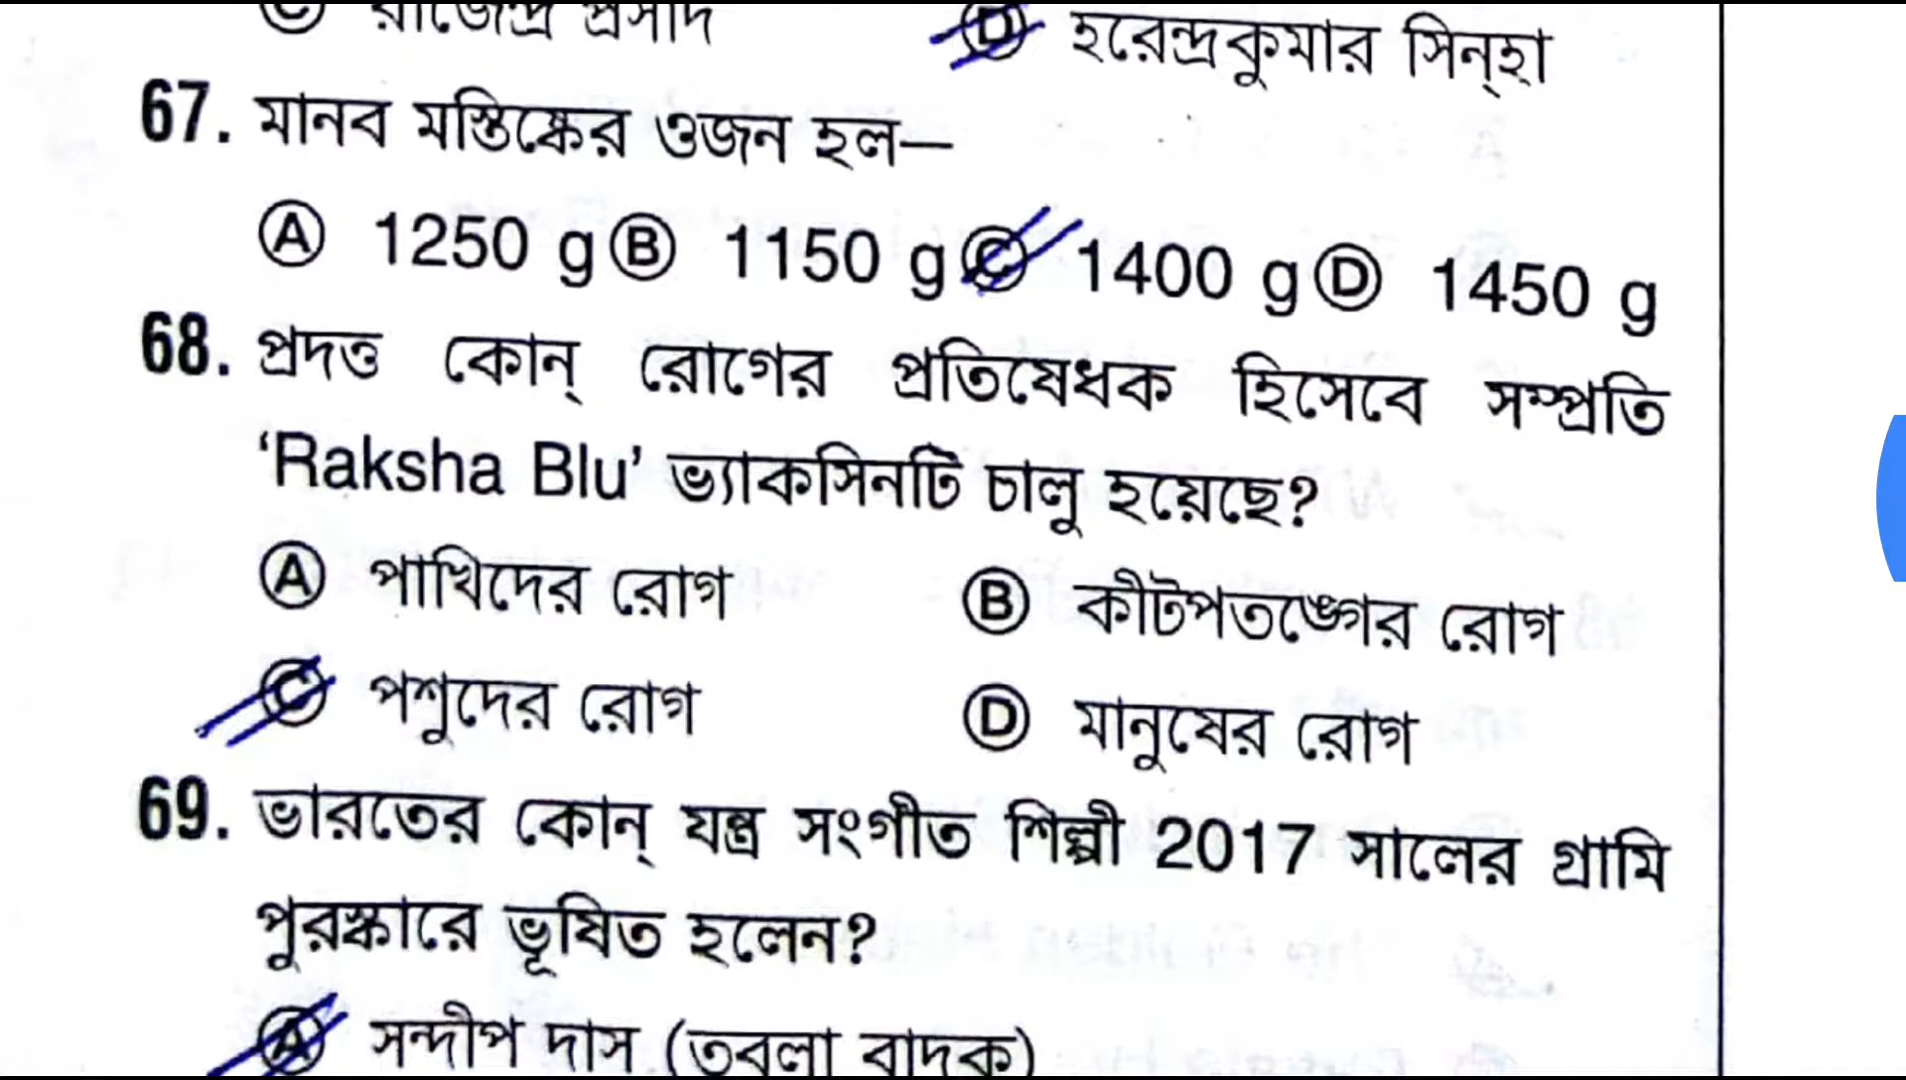 C রাজেন্দ্র প্রসাদ D হরেন্দ্রকুমার সিন্‌হা
67. মানব মস্তিষ্কের ওজন হল—
A 1250 g B 1150 g C 1400 g D 1450 g
68. প্রদত্ত কোন্ রোগের প্রতিষেধক হিসেবে সম্প্রতি
‘Raksha Blu’ ভ্যাকসিনটি চালু হয়েছে?
A পাখিদের রোগ B কীটপতঙ্গের রোগ
C পশুদের রোগ D মানুষের রোগ
69. ভারতের কোন্ যন্ত্র সংগীত শিল্পী 2017 সালের গ্রামি
পুরস্কারে ভূষিত হলেন?
A সন্দীপ দাস (তবলা বাদক)